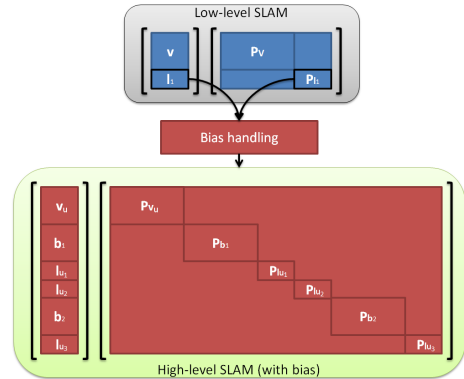 Low-level SLAM
v Pv
l₁ Pl₁
Bias handling
vᵤ Pvᵤ
b₁ Pb₁
lᵤ₁ Plᵤ₁
lᵤ₂ Plᵤ₂
b₂ Pb₂
lᵤ₃ Plᵤ₃
High-level SLAM (with bias)